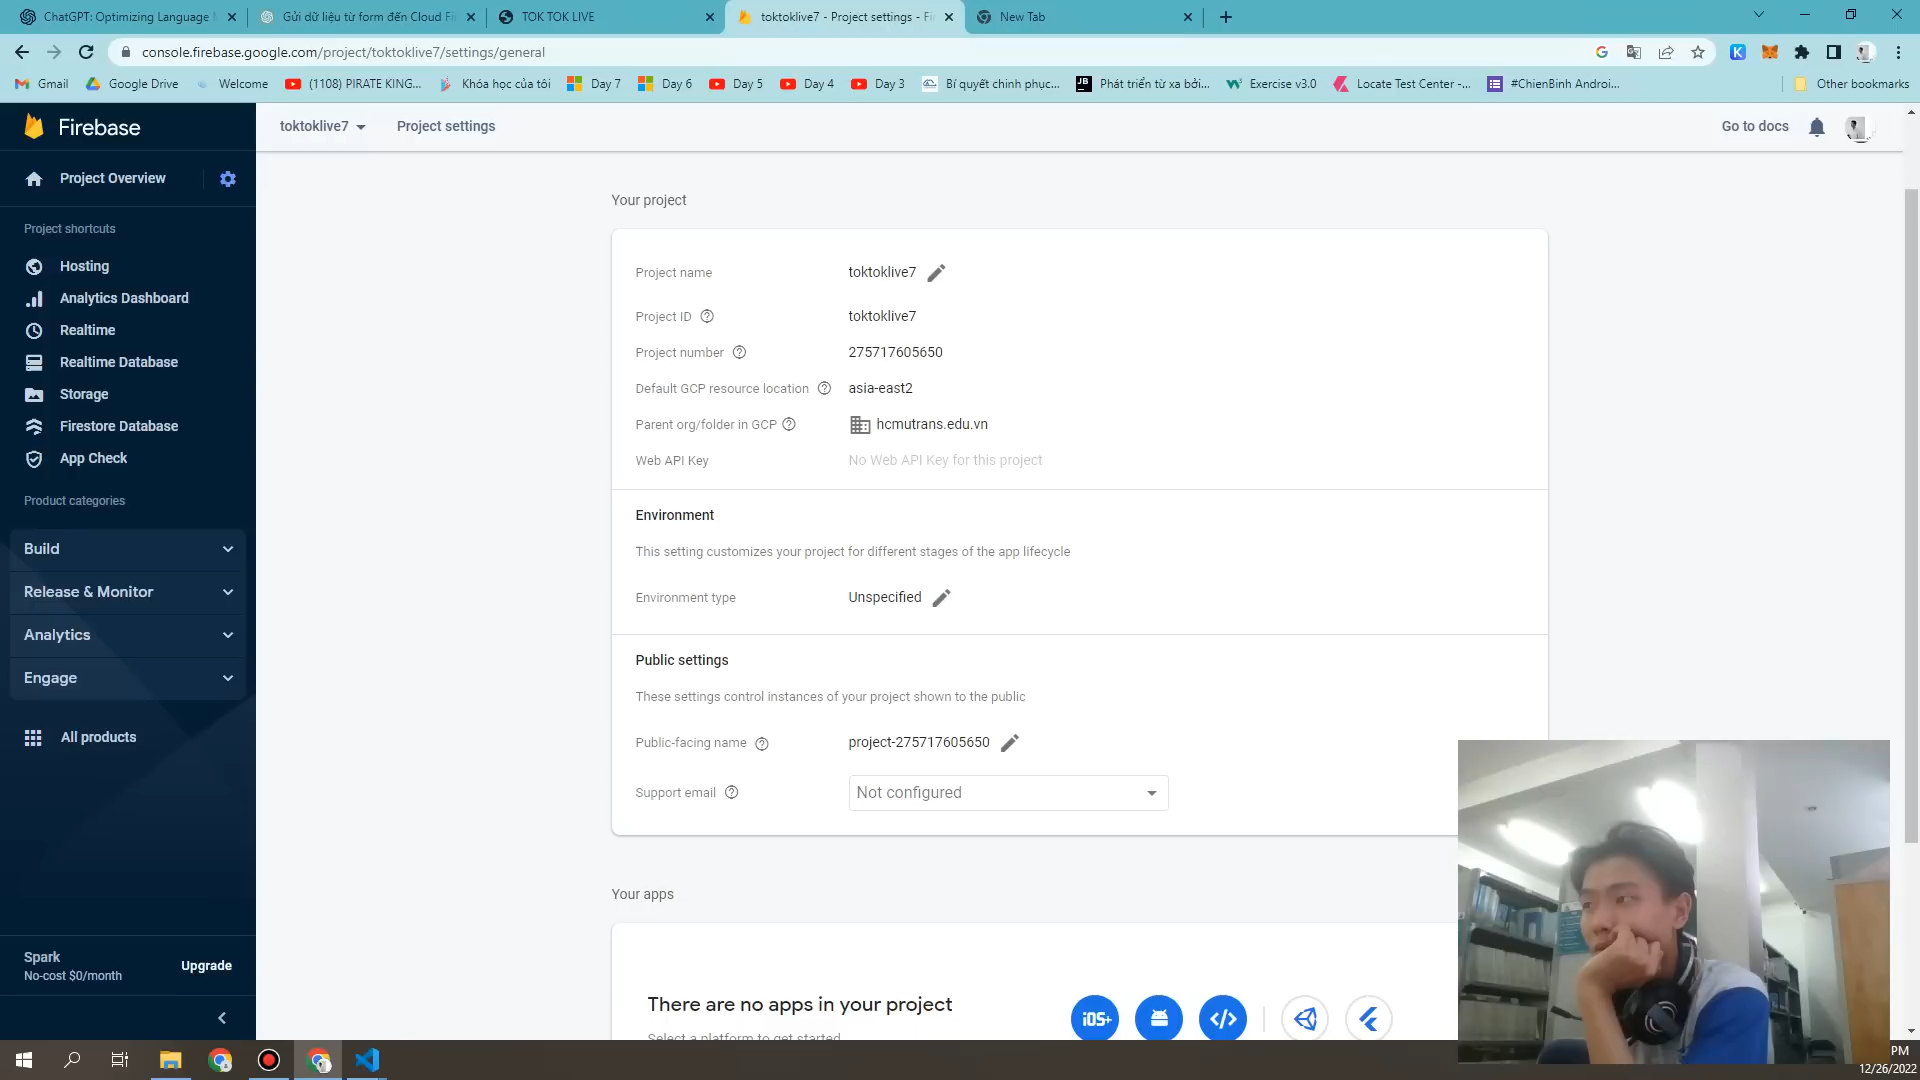 ChatGPT: Optimizing Language M
Gửi dữ liệu từ form đến Cloud Fi
TOK TOK LIVE
toktoklive7 - Project settings - Fi
New Tab
console.firebase.google.com/project/toktoklive7/settings/general
Gmail
Google Drive
Welcome
(1108) PIRATE KING...
Khóa học của tôi
Day 7
Day 6
Day 5
Day 4
Day 3
Bí quyết chinh phục...
Phát triển từ xa bởi...
Exercise v3.0
Locate Test Center -...
#ChienBinh Androi...
Other bookmarks
Firebase
toktoklive7
Project settings
Go to docs
Project Overview
Project shortcuts
Hosting
Analytics Dashboard
Realtime
Realtime Database
Storage
Firestore Database
App Check
Product categories
Build
Release & Monitor
Analytics
Engage
All products
Spark
No-cost $0/month
Upgrade
Your project
Project name
toktoklive7
Project ID
toktoklive7
Project number
275717605650
Default GCP resource location
asia-east2
Parent org/folder in GCP
hcmutrans.edu.vn
Web API Key
No Web API Key for this project
Environment
This setting customizes your project for different stages of the app lifecycle
Environment type
Unspecified
Public settings
These settings control instances of your project shown to the public
Public-facing name
project-275717605650
Support email
Not configured
Your apps
There are no apps in your project
Select a platform to get started
iOS+
PM
12/26/2022